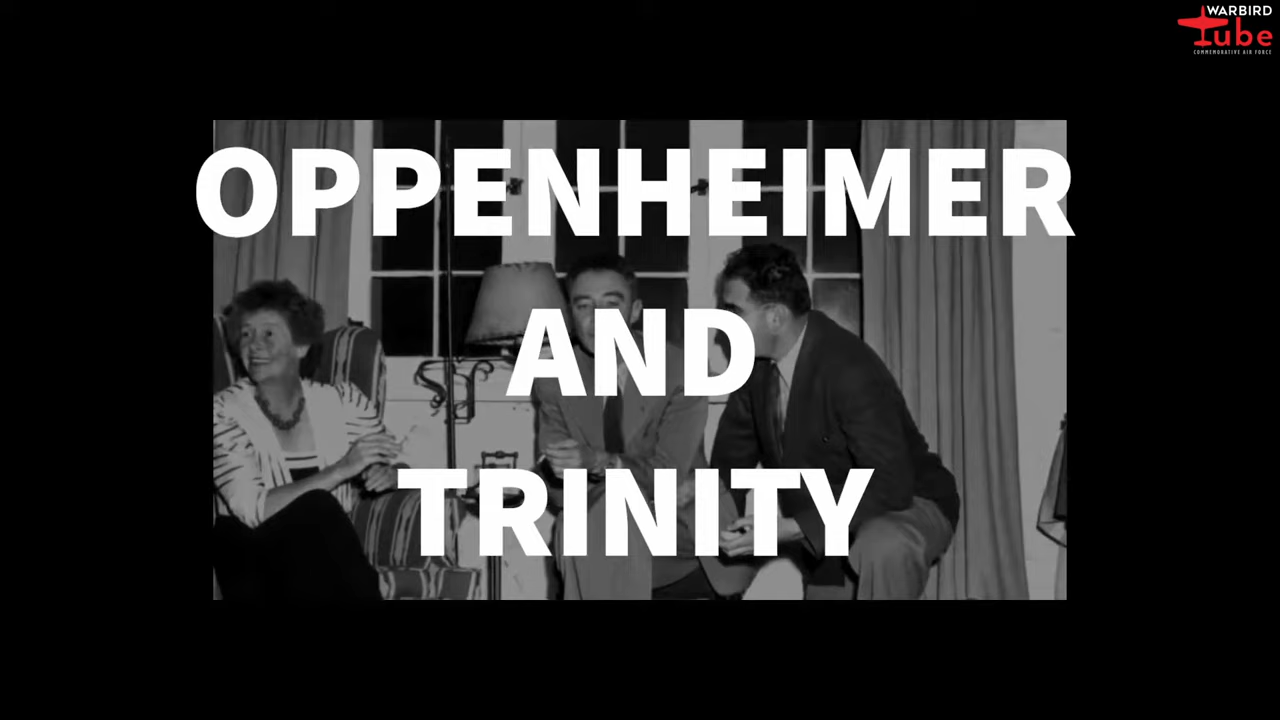 WARBIRD
Tube
COMMEMORATIVE AIR FORCE
OPPENHEIMER
AND
TRINITY